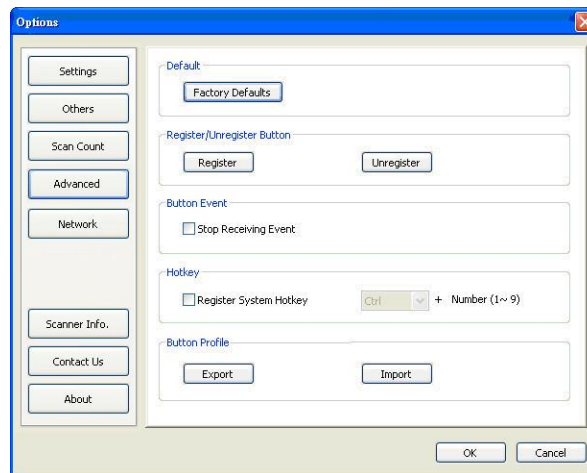 Options
Settings
Others
Scan Count
Advanced
Network
Scanner Info.
Contact Us
About
Default
Factory Defaults
Register/Unregister Button
Register Unregister
Button Event
Stop Receiving Event
Hotkey
Register System Hotkey Ctrl + Number (1~ 9)
Button Profile
Export Import
OK Cancel